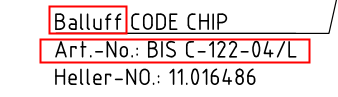 Balluff CODE CHIP
Art.-No.: BIS C-122-04/L
Heller-NO.: 11.016486